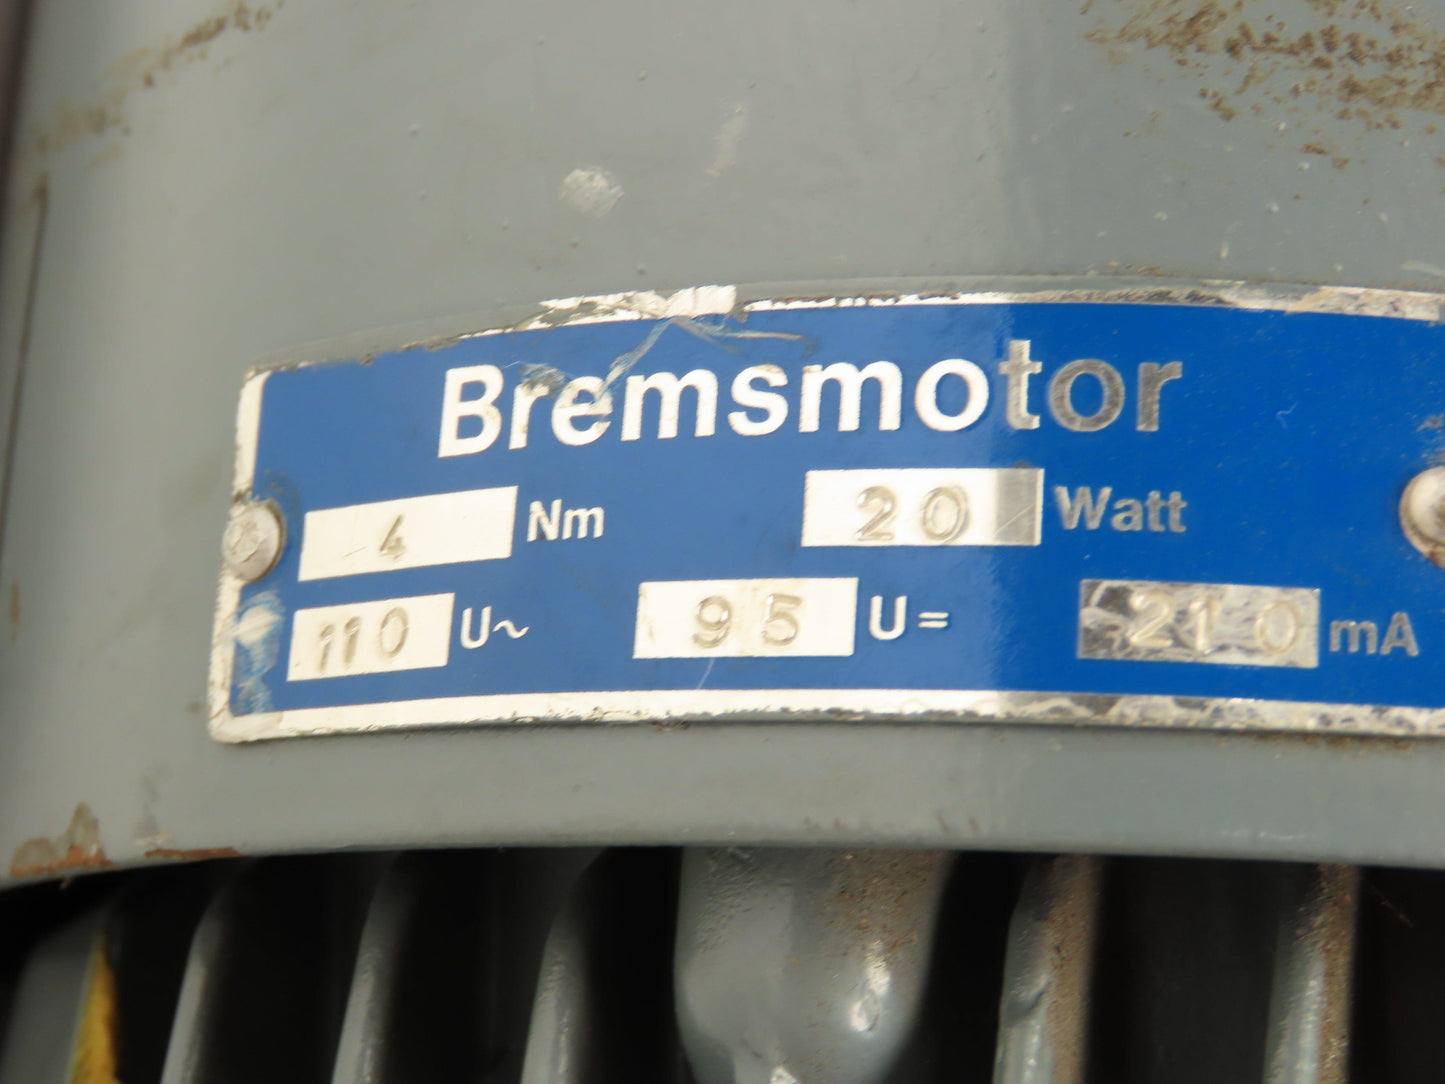 Bremsmotor
4 Nm 20 Watt
110 U~ 95 U= 210 mA